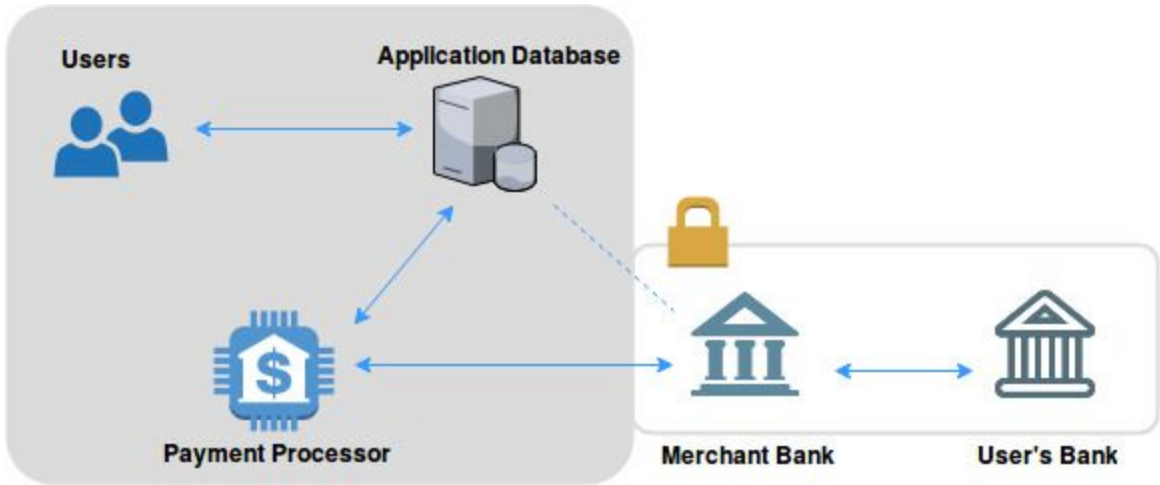 Users
Application Database
$
Payment Processor
Merchant Bank
User's Bank